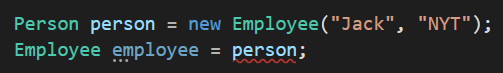 Person person = new Employee("Jack", "NYT");
Employee employee = person;